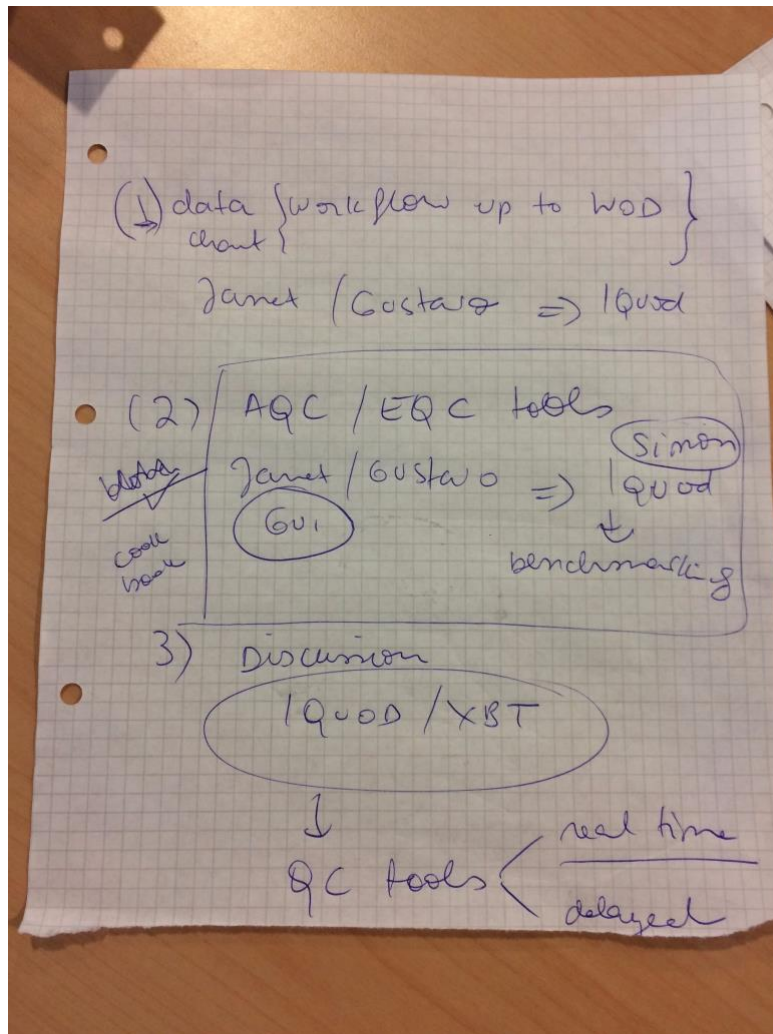 (1) data {workflow up to WOD}
chart
Janet / Gustavo => IQuod
(2) AQC / EQC tools
Simon
Janet / Gustavo => IQuod
Gui
cook
book
benchmarking
3) Discussion
IQUOD / XBT
↓
QC tools < real time
delayed